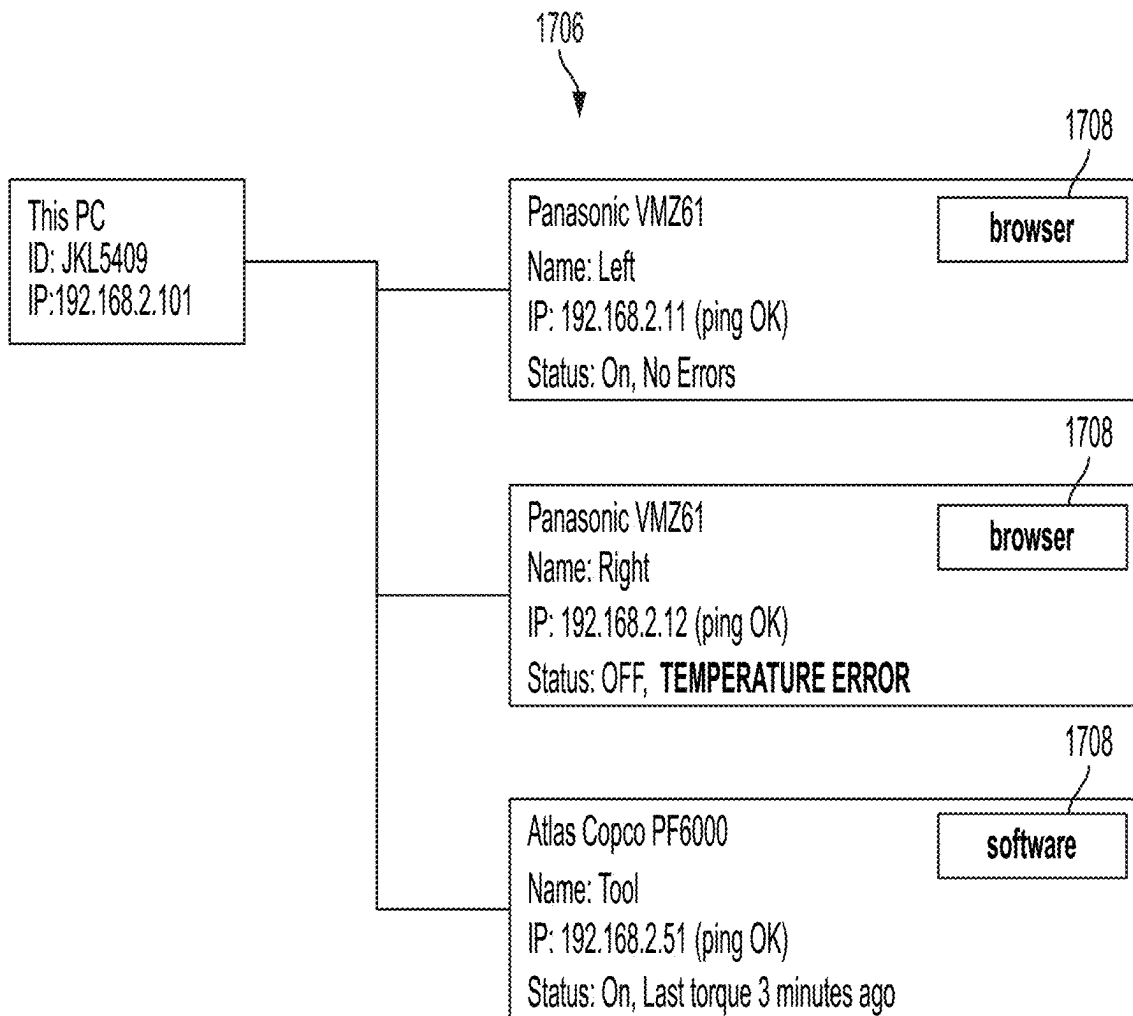 1706
This PC
ID: JKL5409
IP:192.168.2.101
1708
Panasonic VMZ61
browser
Name: Left
IP: 192.168.2.11 (ping OK)
Status: On, No Errors
1708
Panasonic VMZ61
browser
Name: Right
IP: 192.168.2.12 (ping OK)
Status: OFF, TEMPERATURE ERROR
1708
Atlas Copco PF6000
software
Name: Tool
IP: 192.168.2.51 (ping OK)
Status: On, Last torque 3 minutes ago